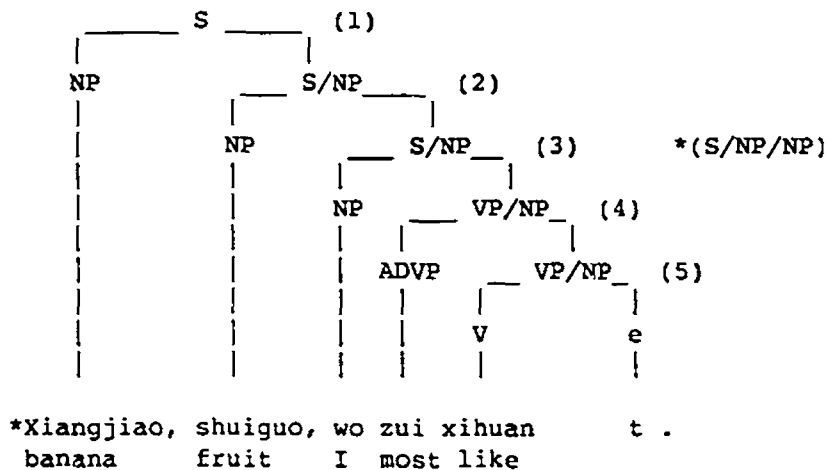 S (1)
NP S/NP (2)
NP S/NP (3) *(S/NP/NP)
NP VP/NP (4)
ADVP VP/NP (5)
V e
*Xiangjiao, shuiguo, wo zui xihuan t .
banana fruit I most like